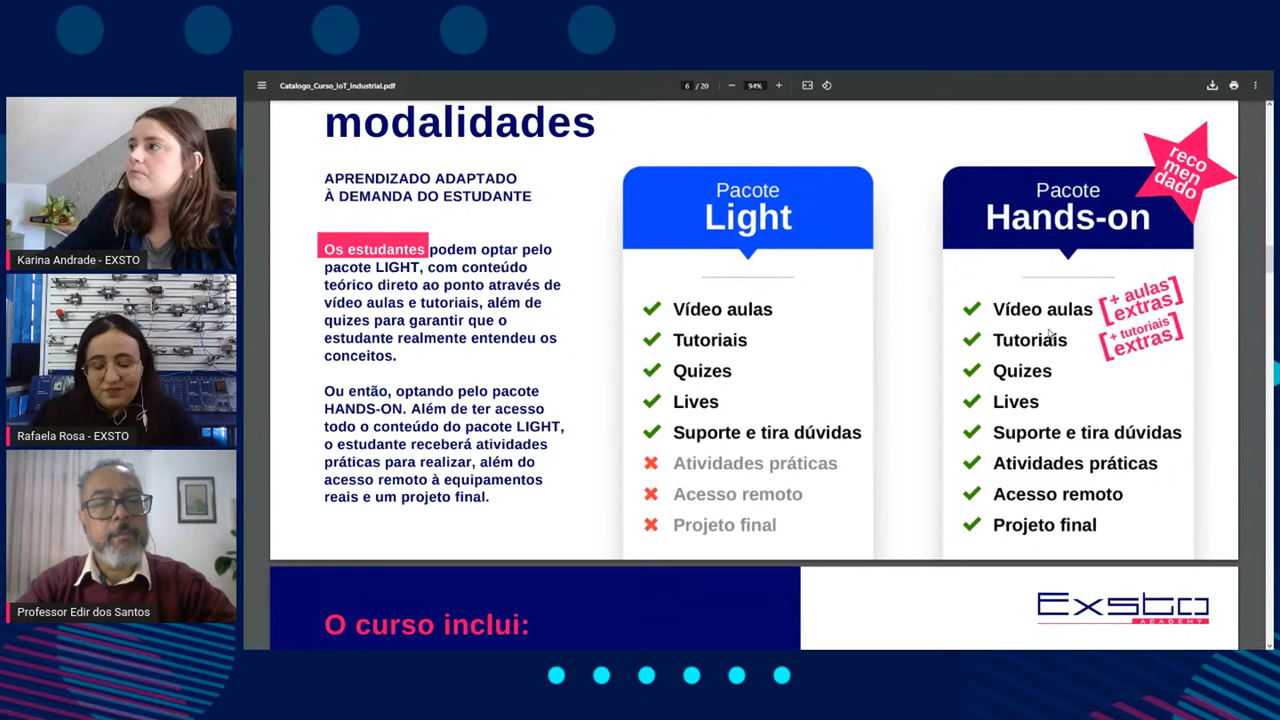 Catalogo_Curso_IoT_Industrial.pdf
6 / 20
94%
Karina Andrade - EXSTO
Rafaela Rosa - EXSTO
Professor Edir dos Santos
modalidades
APRENDIZADO ADAPTADO
À DEMANDA DO ESTUDANTE
Os estudantes podem optar pelo
pacote LIGHT, com conteúdo
teórico direto ao ponto através de
vídeo aulas e tutoriais, além de
quizes para garantir que o
estudante realmente entendeu os
conceitos.
Ou então, optando pelo pacote
HANDS-ON. Além de ter acesso
todo o conteúdo do pacote LIGHT,
o estudante receberá atividades
práticas para realizar, além do
acesso remoto à equipamentos
reais e um projeto final.
Pacote
Light
Vídeo aulas
Tutoriais
Quizes
Lives
Suporte e tira dúvidas
Atividades práticas
Acesso remoto
Projeto final
Pacote
Hands-on
reco
men
dado
Vídeo aulas
[+ aulas
extras]
Tutoriais
[+ tutoriais
extras]
Quizes
Lives
Suporte e tira dúvidas
Atividades práticas
Acesso remoto
Projeto final
O curso inclui:
Exsto
ACADEMY